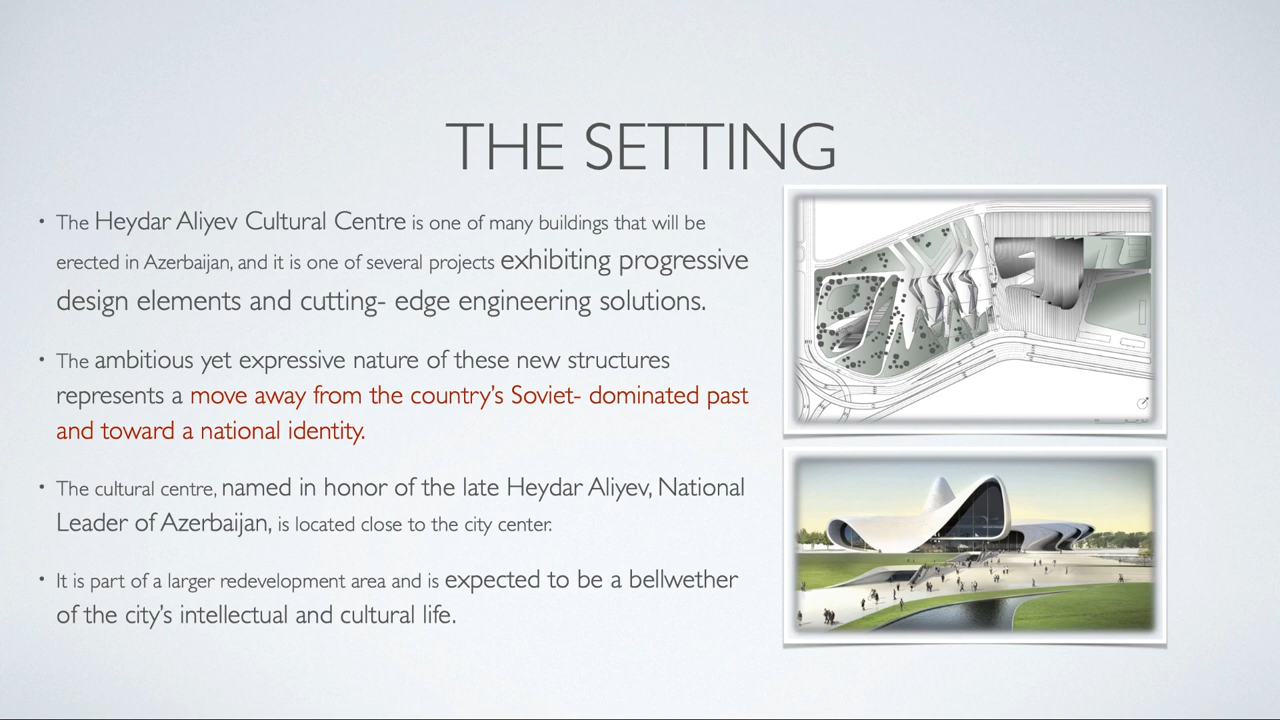 THE SETTING
• The Heydar Aliyev Cultural Centre is one of many buildings that will be
erected in Azerbaijan, and it is one of several projects exhibiting progressive
design elements and cutting- edge engineering solutions.
• The ambitious yet expressive nature of these new structures
represents a move away from the country's Soviet- dominated past
and toward a national identity.
• The cultural centre, named in honor of the late Heydar Aliyev, National
Leader of Azerbaijan, is located close to the city center.
• It is part of a larger redevelopment area and is expected to be a bellwether
of the city's intellectual and cultural life.